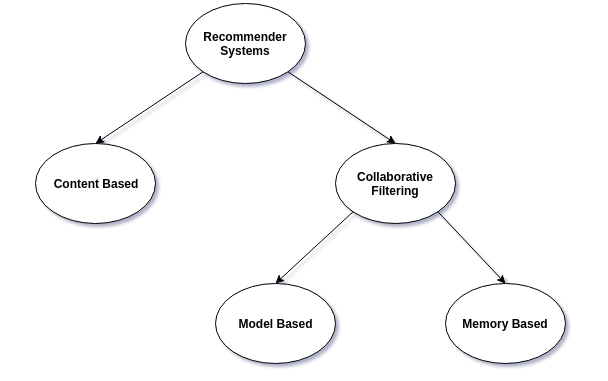 Recommender
Systems
Content Based
Collaborative
Filtering
Model Based
Memory Based